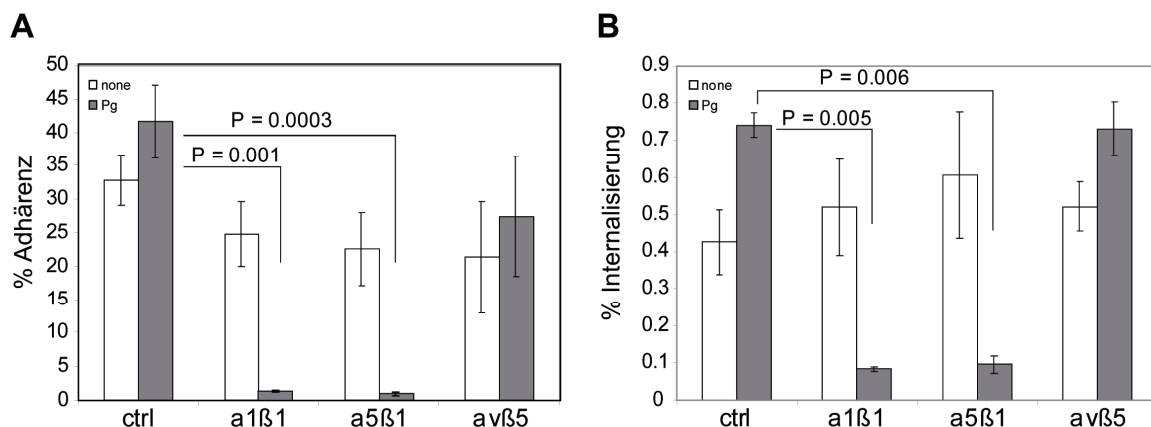 A
% Adhärenz
50
45
40
35
30
25
20
15
10
5
0
none
Pg
P = 0.0003
P = 0.001
ctrl a1ß1 a5ß1 avß5
B
% Internalisierung
0.9
0.8
0.7
0.6
0.5
0.4
0.3
0.2
0.1
0
none
Pg
P = 0.006
P = 0.005
ctrl a1ß1 a5ß1 avß5